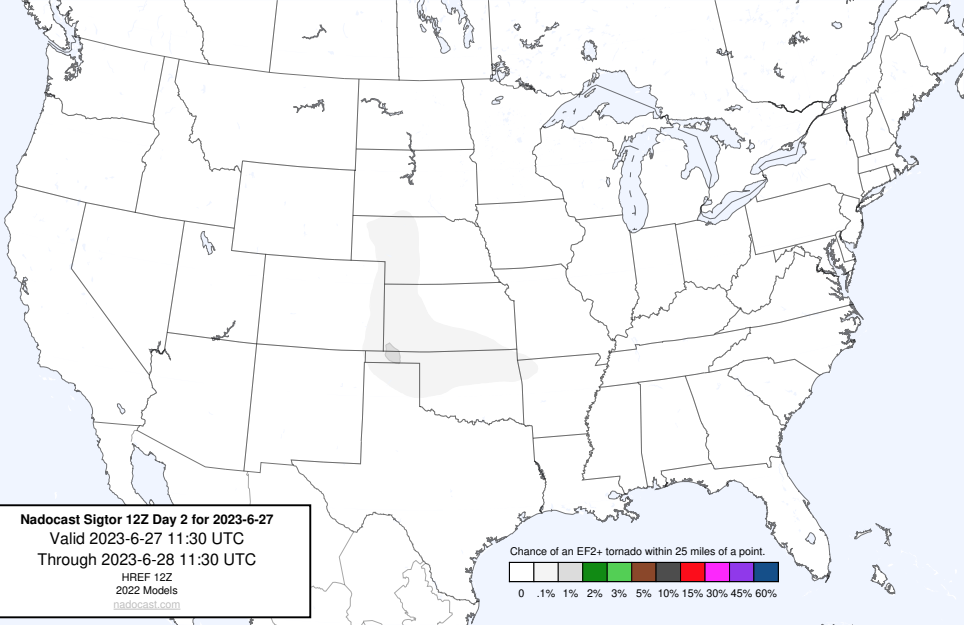 Nadocast Sigtor 12Z Day 2 for 2023-6-27
Valid 2023-6-27 11:30 UTC
Through 2023-6-28 11:30 UTC
HREF 12Z
2022 Models
nadocast.com
Chance of an EF2+ tornado within 25 miles of a point.
0 .1% 1% 2% 3% 5% 10% 15% 30% 45% 60%